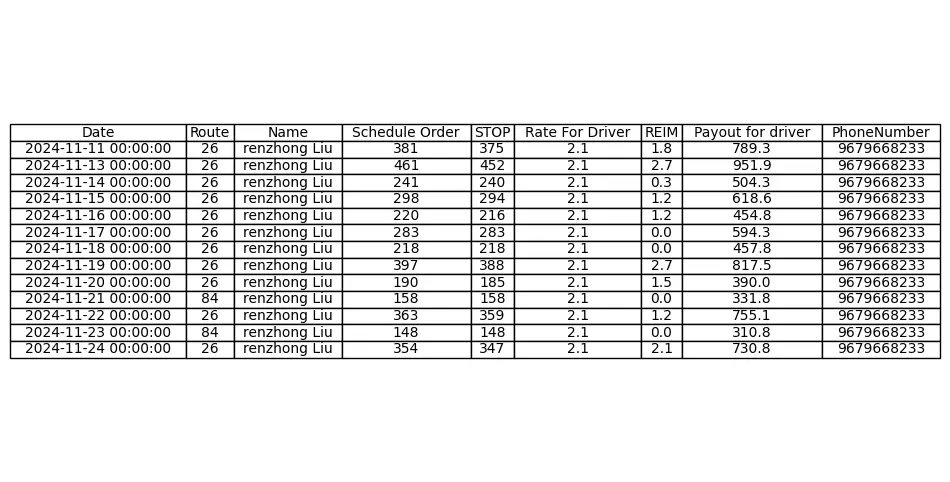 Date Route Name Schedule Order STOP Rate For Driver REIM Payout for driver PhoneNumber
2024-11-11 00:00:00 26 renzhong Liu 381 375 2.1 1.8 789.3 9679668233
2024-11-13 00:00:00 26 renzhong Liu 461 452 2.1 2.7 951.9 9679668233
2024-11-14 00:00:00 26 renzhong Liu 241 240 2.1 0.3 504.3 9679668233
2024-11-15 00:00:00 26 renzhong Liu 298 294 2.1 1.2 618.6 9679668233
2024-11-16 00:00:00 26 renzhong Liu 220 216 2.1 1.2 454.8 9679668233
2024-11-17 00:00:00 26 renzhong Liu 283 283 2.1 0.0 594.3 9679668233
2024-11-18 00:00:00 26 renzhong Liu 218 218 2.1 0.0 457.8 9679668233
2024-11-19 00:00:00 26 renzhong Liu 397 388 2.1 2.7 817.5 9679668233
2024-11-20 00:00:00 26 renzhong Liu 190 185 2.1 1.5 390.0 9679668233
2024-11-21 00:00:00 84 renzhong Liu 158 158 2.1 0.0 331.8 9679668233
2024-11-22 00:00:00 26 renzhong Liu 363 359 2.1 1.2 755.1 9679668233
2024-11-23 00:00:00 84 renzhong Liu 148 148 2.1 0.0 310.8 9679668233
2024-11-24 00:00:00 26 renzhong Liu 354 347 2.1 2.1 730.8 9679668233